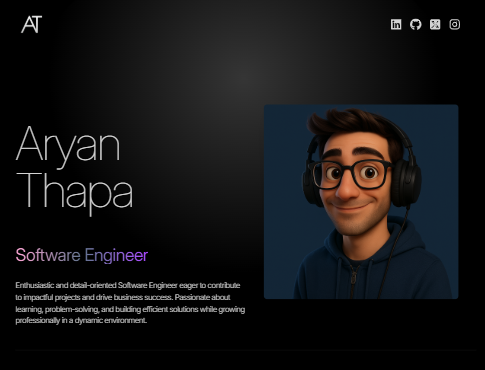 AT
Aryan
Thapa
Software Engineer
Enthusiastic and detail-oriented Software Engineer eager to contribute
to impactful projects and drive business success. Passionate about
learning, problem-solving, and building efficient solutions while growing
professionally in a dynamic environment.